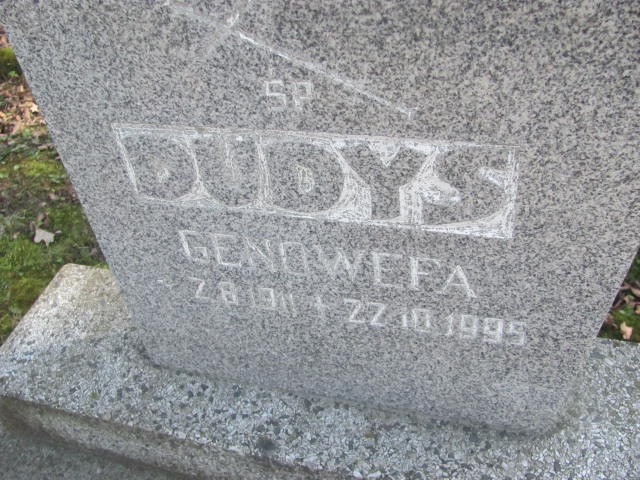 SP
DUDYS
GENOWEFA
* 2.8.1911 + 22.10.1995